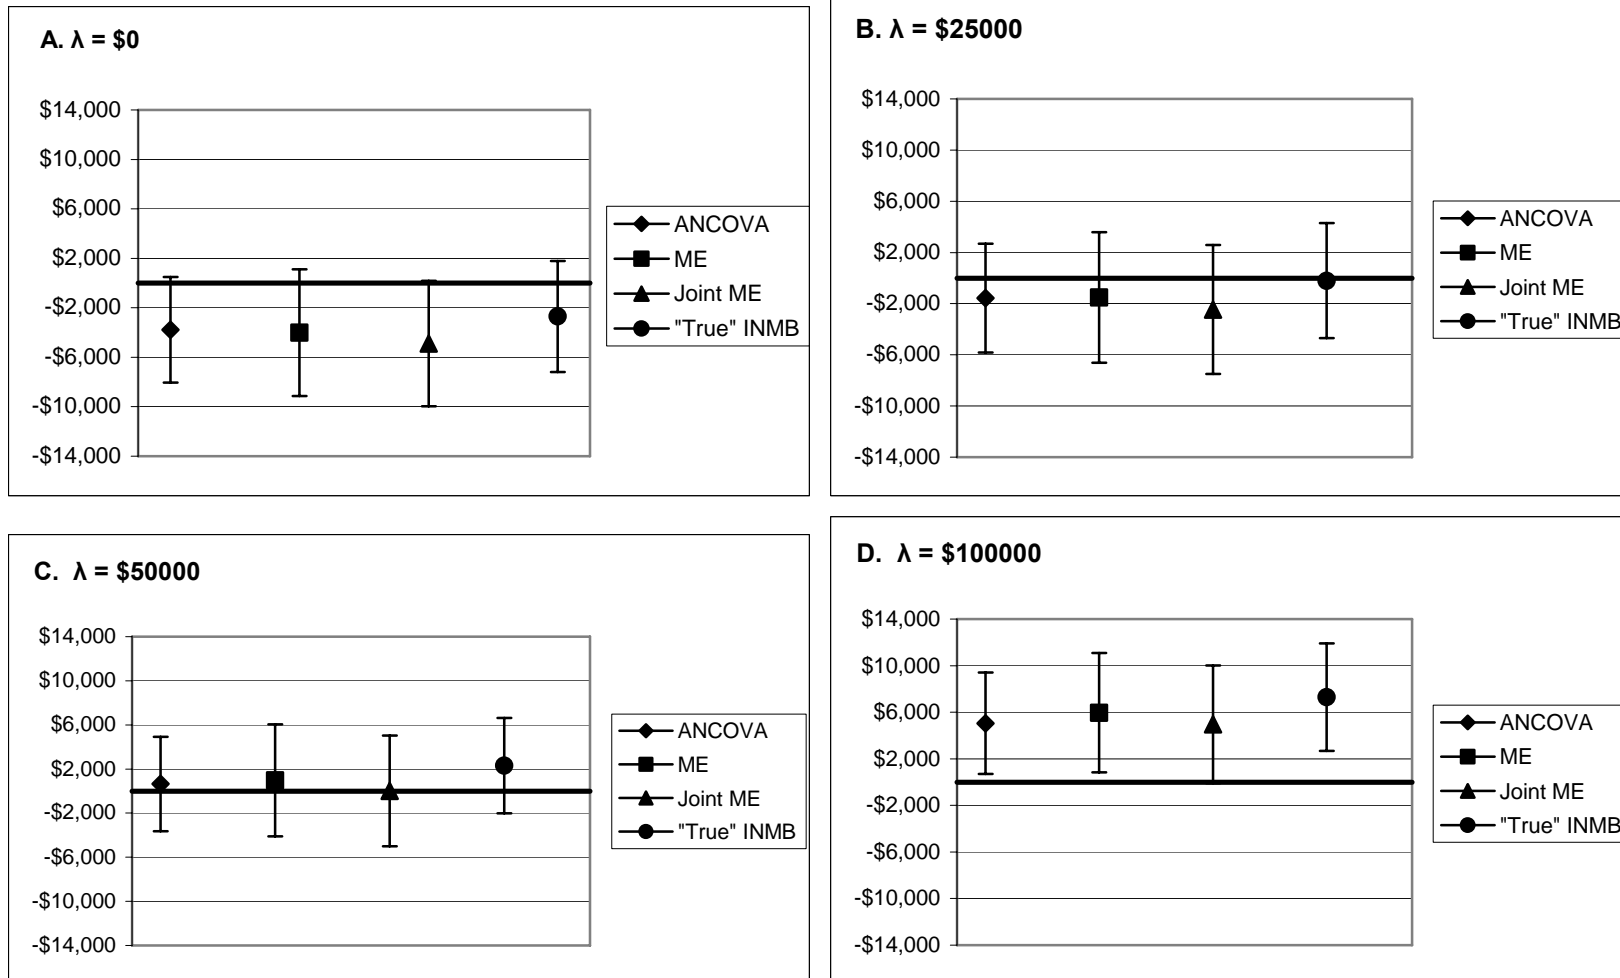 A. λ = $0
$14,000
$10,000
$6,000
$2,000
-$2,000
-$6,000
-$10,000
-$14,000
ANCOVA
ME
Joint ME
"True" INMB
B. λ = $25000
$14,000
$10,000
$6,000
$2,000
-$2,000
-$6,000
-$10,000
-$14,000
ANCOVA
ME
Joint ME
"True" INMB
C. λ = $50000
$14,000
$10,000
$6,000
$2,000
-$2,000
-$6,000
-$10,000
-$14,000
ANCOVA
ME
Joint ME
"True" INMB
D. λ = $100000
$14,000
$10,000
$6,000
$2,000
-$2,000
-$6,000
-$10,000
-$14,000
ANCOVA
ME
Joint ME
"True" INMB